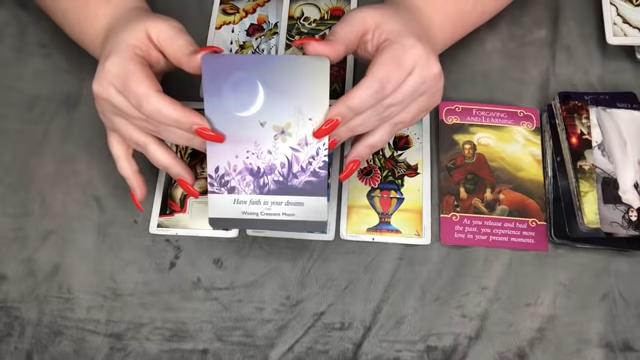 Have faith in your dreams
Waxing Crescent Moon
FORGIVING
AND LEARNING
As you release and heal
the past, you experience more
love in your present moments.